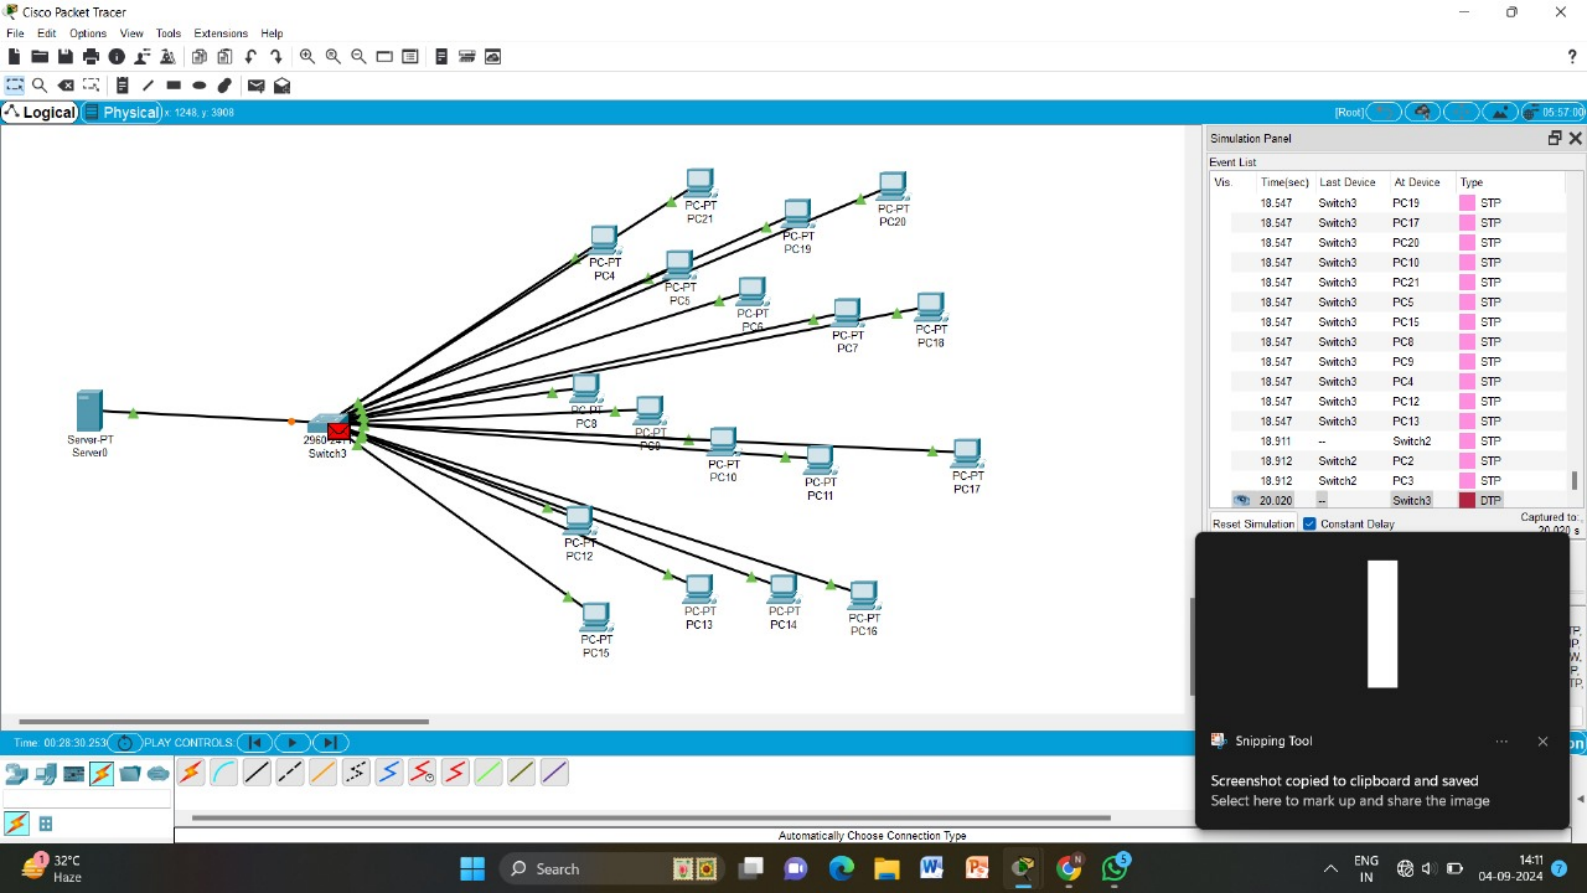 Cisco Packet Tracer
File Edit Options View Tools Extensions Help
?
Logical Physical x: 1248, y: 3908 [Root] 05:57:00
Simulation Panel
Event List
Vis. Time(sec) Last Device At Device Type
18.547 Switch3 PC19 STP
18.547 Switch3 PC17 STP
18.547 Switch3 PC20 STP
18.547 Switch3 PC10 STP
18.547 Switch3 PC21 STP
18.547 Switch3 PC5 STP
18.547 Switch3 PC15 STP
18.547 Switch3 PC8 STP
18.547 Switch3 PC9 STP
18.547 Switch3 PC4 STP
18.547 Switch3 PC12 STP
18.547 Switch3 PC13 STP
18.911 -- Switch2 STP
18.912 Switch2 PC2 STP
18.912 Switch2 PC3 STP
20.020 -- Switch3 DTP
Reset Simulation Constant Delay
Captured to:
20.020 s
PC-PT
PC21
PC-PT
PC20
PC-PT
PC19
PC-PT
PC4
PC-PT
PC5
PC-PT
PC6
PC-PT
PC7
PC-PT
PC18
PC-PT
PC8
PC-PT
PC9
Server-PT
Server0
Switch3
PC-PT
PC10
PC-PT
PC11
PC-PT
PC17
PC-PT
PC12
PC-PT
PC13
PC-PT
PC14
PC-PT
PC16
PC-PT
PC15
Snipping Tool
Screenshot copied to clipboard and saved
Select here to mark up and share the image
Time: 00:28:30.253 PLAY CONTROLS:
Automatically Choose Connection Type
1
32°C
Haze
Search
N
5
ENG
IN
14:11
04-09-2024
7